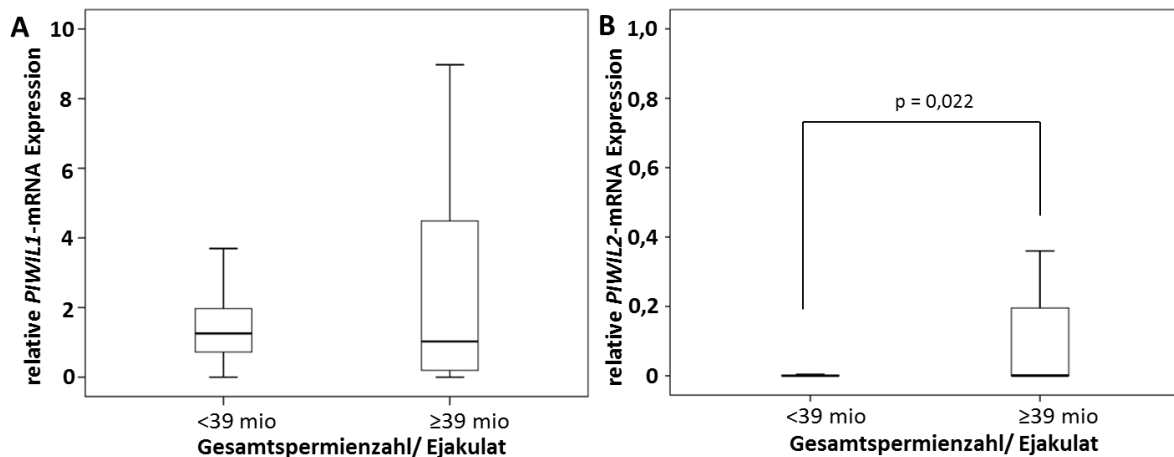 A
relative PIWIL1-mRNA Expression
10
8
6
4
2
0
<39 mio
≥39 mio
Gesamtspermienzahl/ Ejakulat
B
relative PIWIL2-mRNA Expression
1,0
0,8
0,6
0,4
0,2
0
p = 0,022
<39 mio
≥39 mio
Gesamtspermienzahl/ Ejakulat